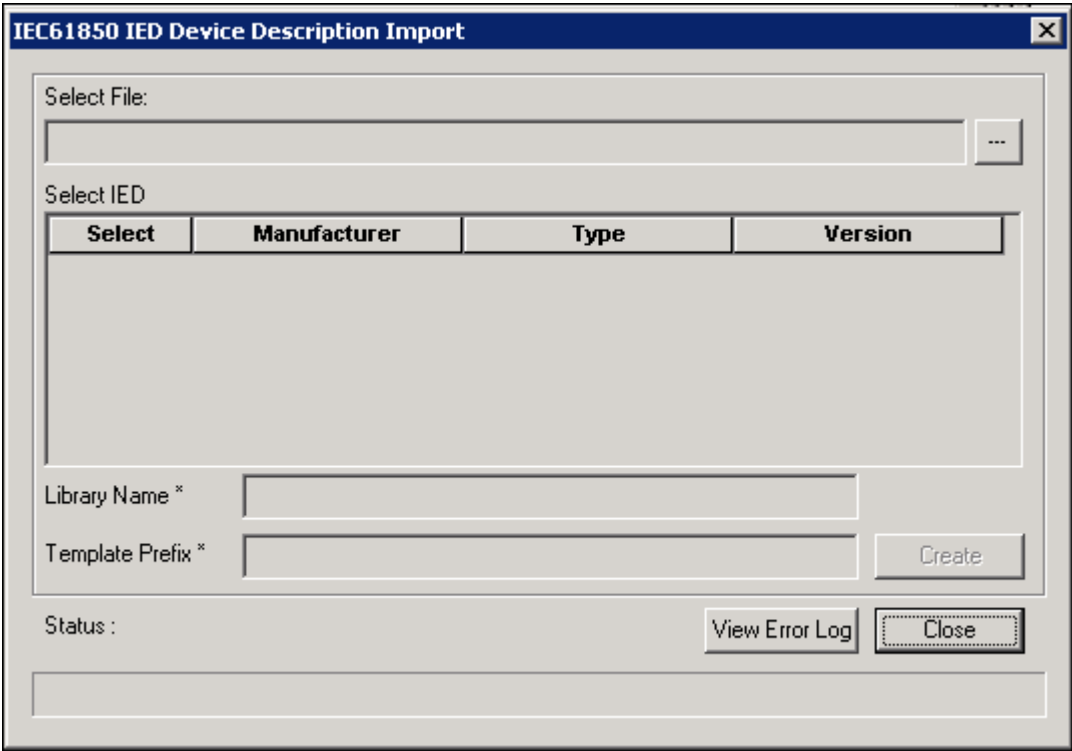 IEC61850 IED Device Description Import
Select File:
---
Select IED
Select Manufacturer Type Version
Library Name *
Template Prefix *
Create
Status :
View Error Log
Close